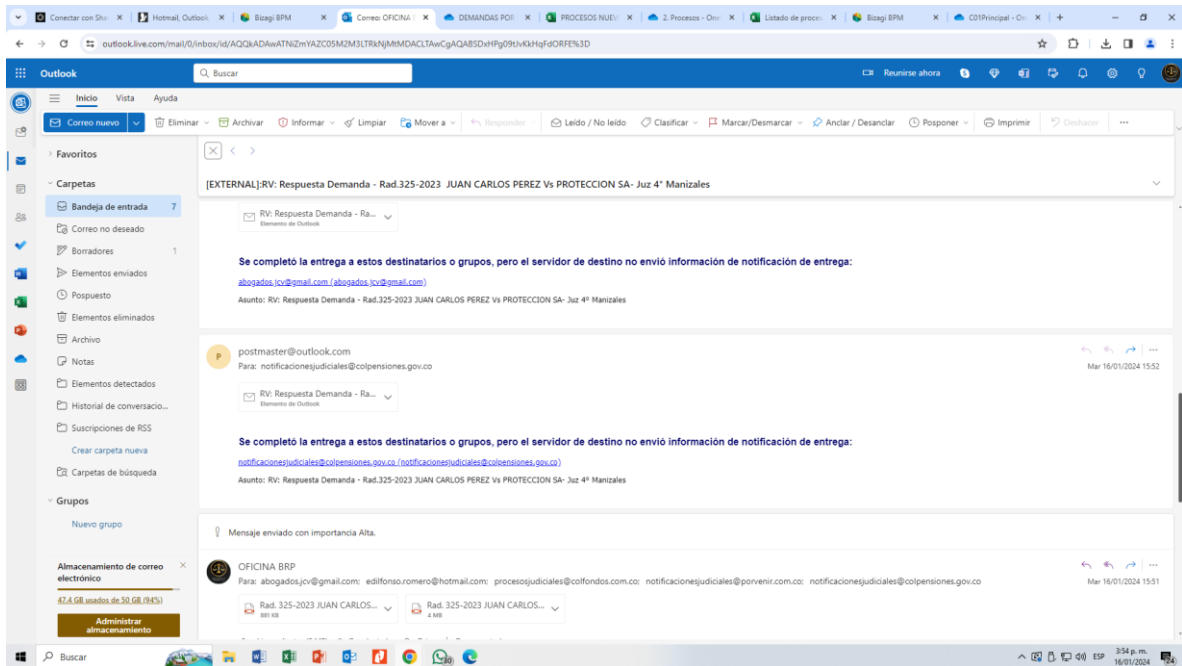 Conectar con Sha
Hotmail, Outlook
Bizagi BPM
Correo: OFICINA
DEMANDAS POR
PROCESOS NUEV
2. Procesos - One
Listado de proces
Bizagi BPM
C01Principal - On
outlook.live.com/mail/0/
Outlook
Buscar
Reunirse ahora
Inicio Vista Ayuda
Correo nuevo
Eliminar
Archivar
Informar
Limpiar
Mover a
Responder
Leído / No leído
Clasificar
Marcar/Desmarcar
Anclar / Desanclar
Posponer
Imprimir
Deshacer
Favoritos
Carpetas
Bandeja de entrada 7
Correo no deseado
Borradores 1
Elementos enviados
Pospuesto
Elementos eliminados
Archivo
Notas
Elementos detectados
Historial de conversacio...
Suscripciones de RSS
Crear carpeta nueva
Carpetas de búsqueda
Grupos
Nuevo grupo
Almacenamiento de correo
electrónico
47.4 GB usados de 50 GB (94%)
Administrar
almacenamiento
[EXTERNAL]:RV: Respuesta Demanda - Rad.325-2023 JUAN CARLOS PEREZ Vs PROTECCION SA- Juz 4° Manizales
RV: Respuesta Demanda - Ra...
Elemento de Outlook
Se completó la entrega a estos destinatarios o grupos, pero el servidor de destino no envió información de notificación de entrega:
abogados.jcv@gmail.com (abogados.jcv@gmail.com)
Asunto: RV: Respuesta Demanda - Rad.325-2023 JUAN CARLOS PEREZ Vs PROTECCION SA- Juz 4º Manizales
P
postmaster@outlook.com
Para: notificacionesjudiciales@colpensiones.gov.co
Mar 16/01/2024 15:52
RV: Respuesta Demanda - Ra...
Elemento de Outlook
Se completó la entrega a estos destinatarios o grupos, pero el servidor de destino no envió información de notificación de entrega:
notificacionesjudiciales@colpensiones.gov.co (notificacionesjudiciales@colpensiones.gov.co)
Asunto: RV: Respuesta Demanda - Rad.325-2023 JUAN CARLOS PEREZ Vs PROTECCION SA- Juz 4º Manizales
Mensaje enviado con importancia Alta.
OFICINA BRP
Para: abogados.jcv@gmail.com; edilfonso.romero@hotmail.com; procesosjudiciales@colfondos.com.co; notificacionesjudiciales@porvenir.com.co; notificacionesjudiciales@colpensiones.gov.co
Mar 16/01/2024 15:51
Rad. 325-2023 JUAN CARLOS...
881 KB
Rad. 325-2023 JUAN CARLOS...
4 MB
Buscar
ESP
3:54 p. m.
16/01/2024